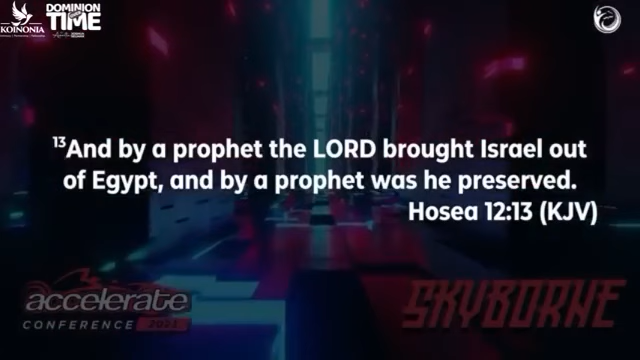 DOMINION
OVER
TIME
KOINONIA
13And by a prophet the LORD brought Israel out
of Egypt, and by a prophet was he preserved.
Hosea 12:13 (KJV)
accelerate
CONFERENCE
SKYBORNE